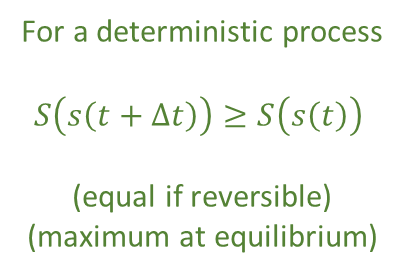 For a deterministic process
S(s(t + Δt)) ≥ S(s(t))
(equal if reversible)
(maximum at equilibrium)